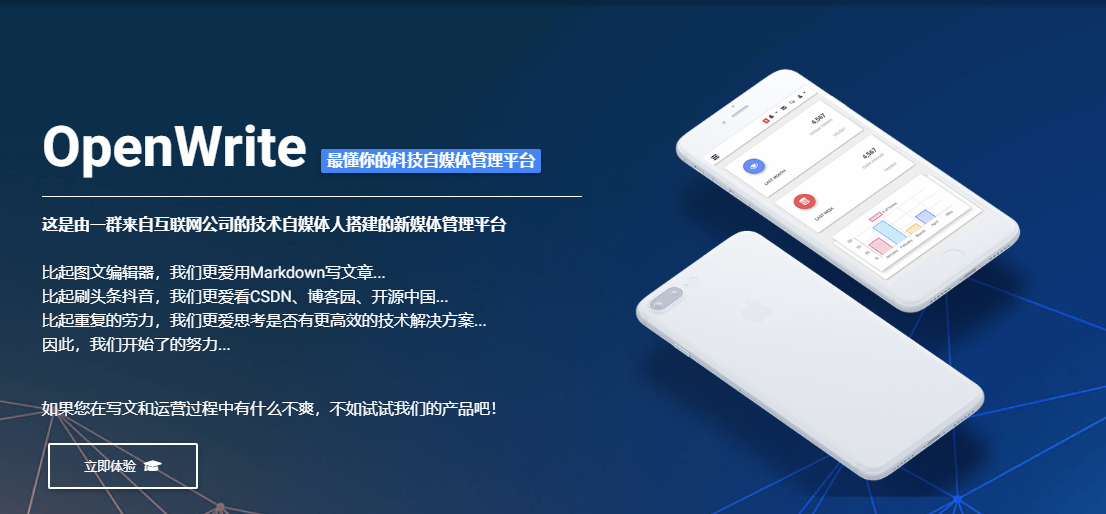 OpenWrite 最懂你的科技自媒体管理平台
这是由一群来自互联网公司的技术自媒体人搭建的新媒体管理平台
比起图文编辑器，我们更爱用Markdown写文章...
比起刷头条抖音，我们更爱看CSDN、博客园、开源中国...
比起重复的劳力，我们更爱思考是否有更高效的技术解决方案...
因此，我们开始了的努力...
如果您在写文和运营过程中有什么不爽，不如试试我们的产品吧！
立即体验
4,567
LAST MONTH
4,567
LAST WEEK